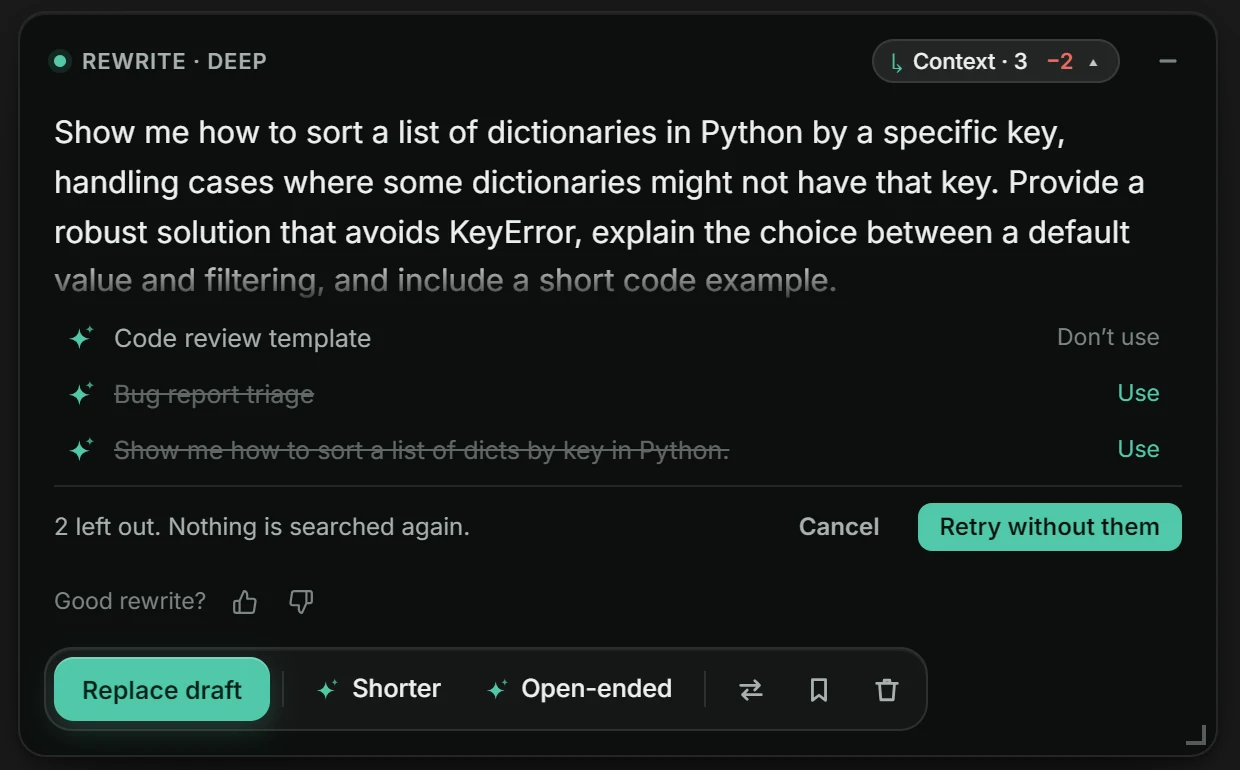 REWRITE · DEEP
Context · 3 −2
Show me how to sort a list of dictionaries in Python by a specific key,
handling cases where some dictionaries might not have that key. Provide a
robust solution that avoids KeyError, explain the choice between a default
value and filtering, and include a short code example.
Code review template Don’t use
Bug report triage Use
Show me how to sort a list of dicts by key in Python. Use
2 left out. Nothing is searched again. Cancel Retry without them
Good rewrite?
Replace draft Shorter Open-ended